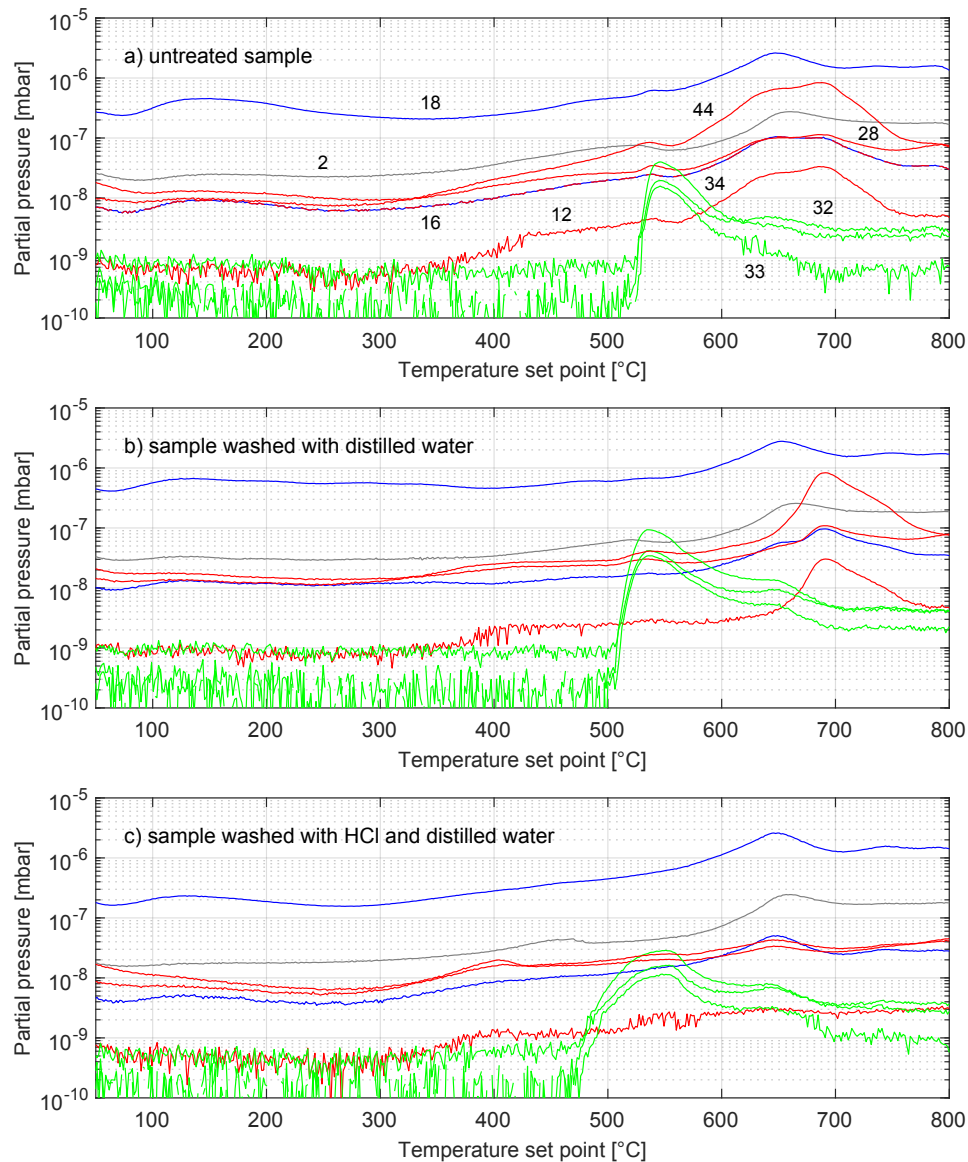 10^-5
a) untreated sample
10^-6
18
44
10^-7
28
2
10^-8
34
16
12
32
10^-9
33
10^-10
Partial pressure [mbar]
100 200 300 400 500 600 700 800
Temperature set point [°C]
10^-5
b) sample washed with distilled water
10^-6
10^-7
10^-8
10^-9
10^-10
Partial pressure [mbar]
100 200 300 400 500 600 700 800
Temperature set point [°C]
10^-5
c) sample washed with HCl and distilled water
10^-6
10^-7
10^-8
10^-9
10^-10
Partial pressure [mbar]
100 200 300 400 500 600 700 800
Temperature set point [°C]